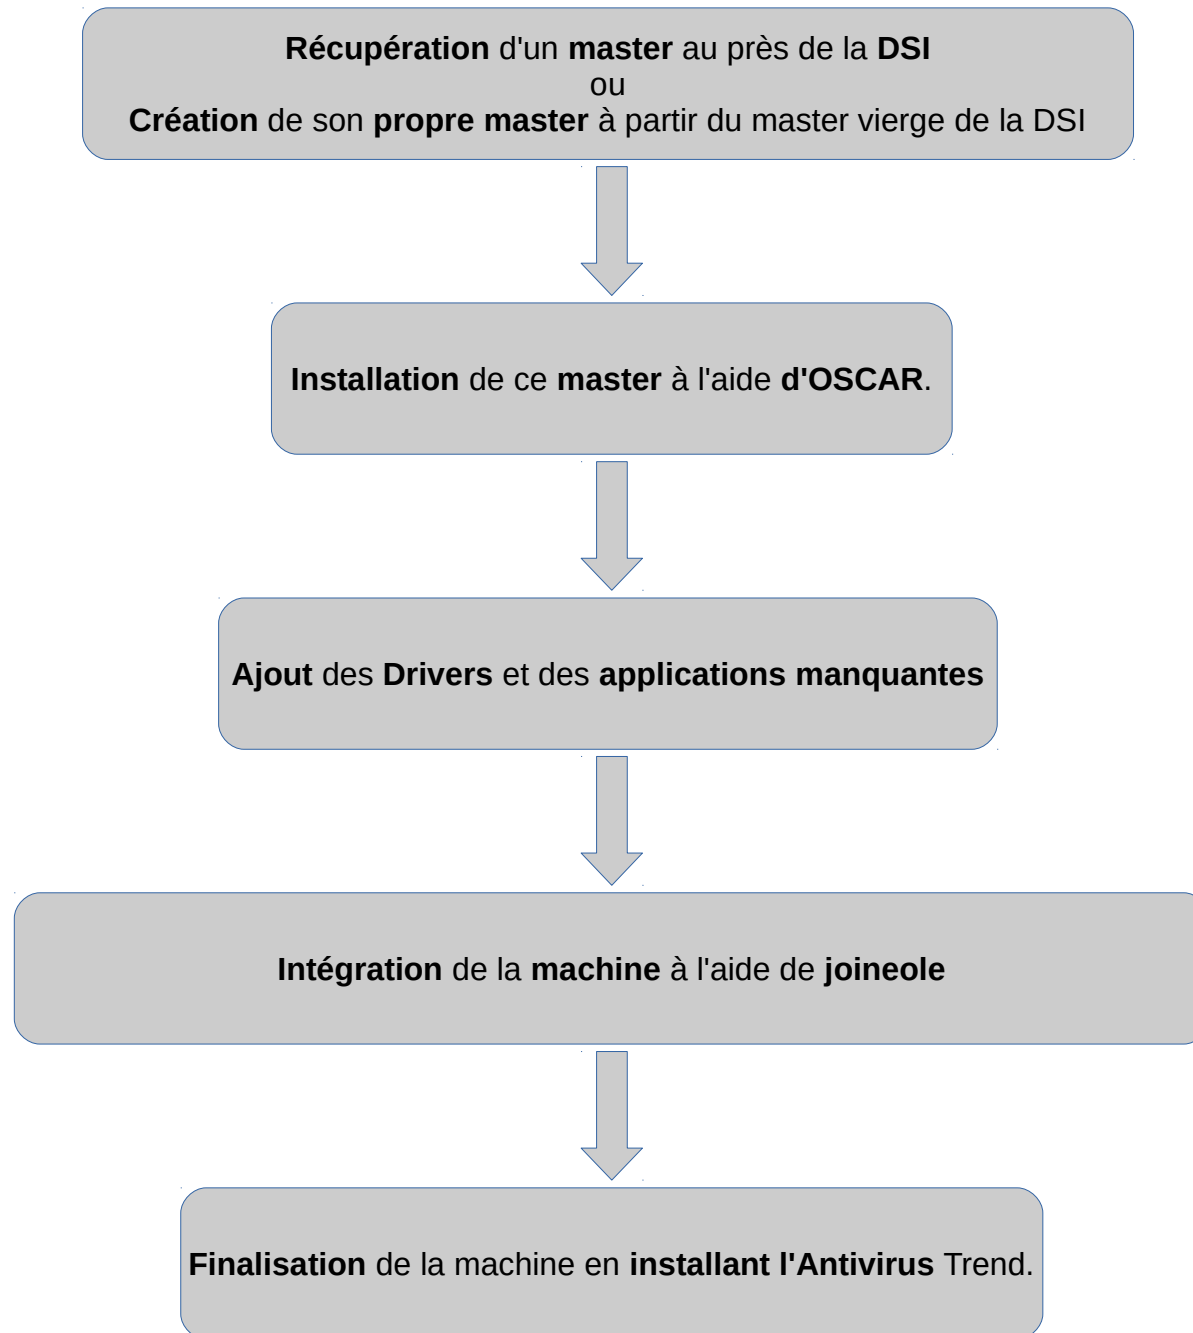 Récupération d'un master au près de la DSI
ou
Création de son propre master à partir du master vierge de la DSI
Installation de ce master à l'aide d'OSCAR.
Ajout des Drivers et des applications manquantes
Intégration de la machine à l'aide de joineole
Finalisation de la machine en installant l'Antivirus Trend.